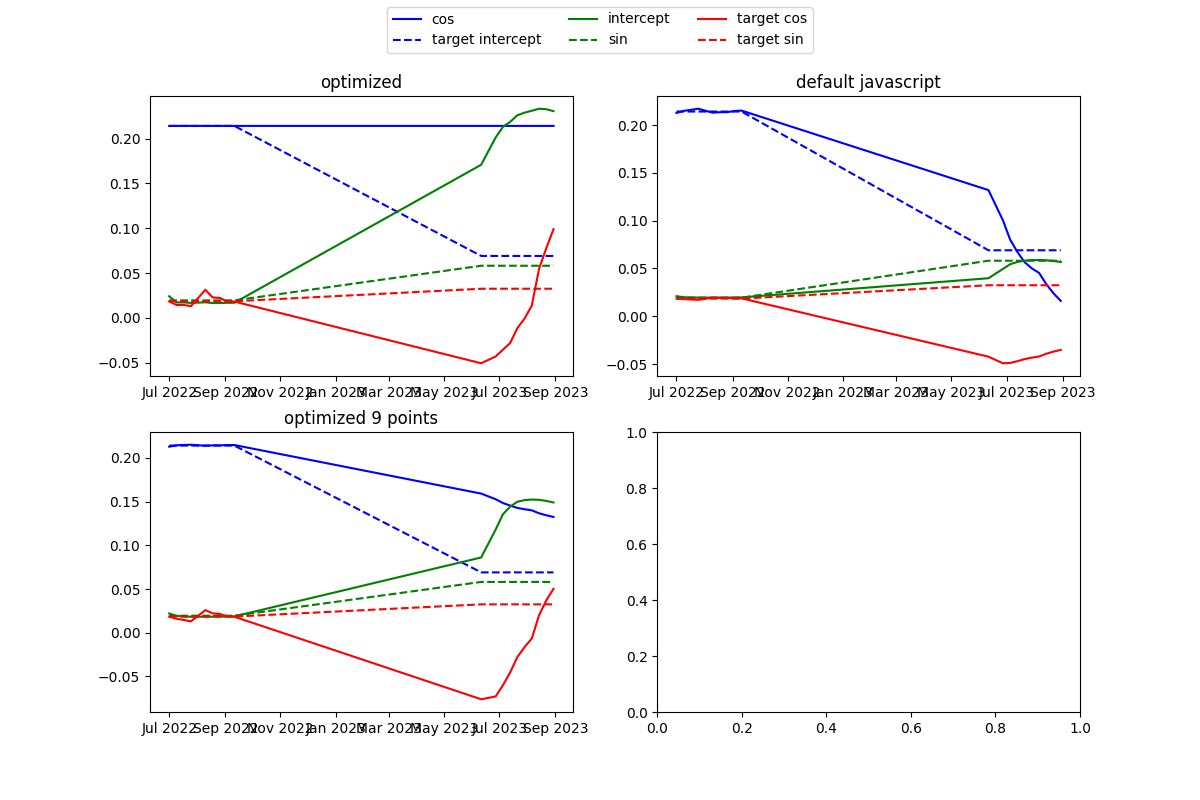 cos intercept target cos
target intercept sin target sin
optimized default javascript
0.20 0.20
0.15 0.15
0.10 0.10
0.05 0.05
0.00 0.00
−0.05 −0.05
Jul 2022 Sep 2022 Nov 2022 Jan 2023 Mar 2023 May 2023 Jul 2023 Sep 2023 Jul 2022 Sep 2022 Nov 2022 Jan 2023 Mar 2023 May 2023 Jul 2023 Sep 2023
optimized 9 points
0.20
0.15
0.10
0.05
0.00
−0.05
Jul 2022 Sep 2022 Nov 2022 Jan 2023 Mar 2023 May 2023 Jul 2023 Sep 2023
1.0
0.8
0.6
0.4
0.2
0.0
0.0 0.2 0.4 0.6 0.8 1.0